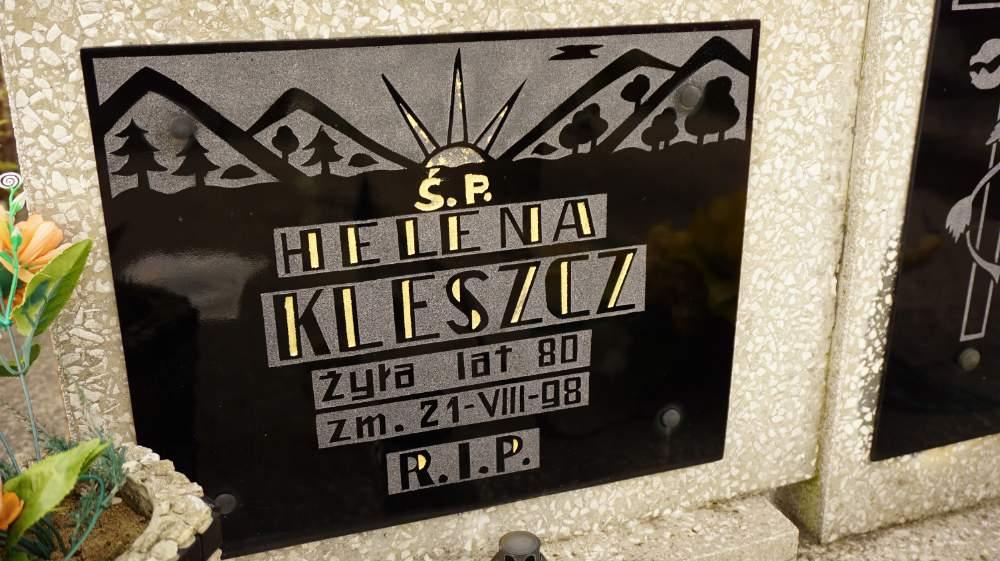 Ś.P.
HELENA
KLESZCZ
żyła lat 80
zm. 21-VIII-98
R.I.P.